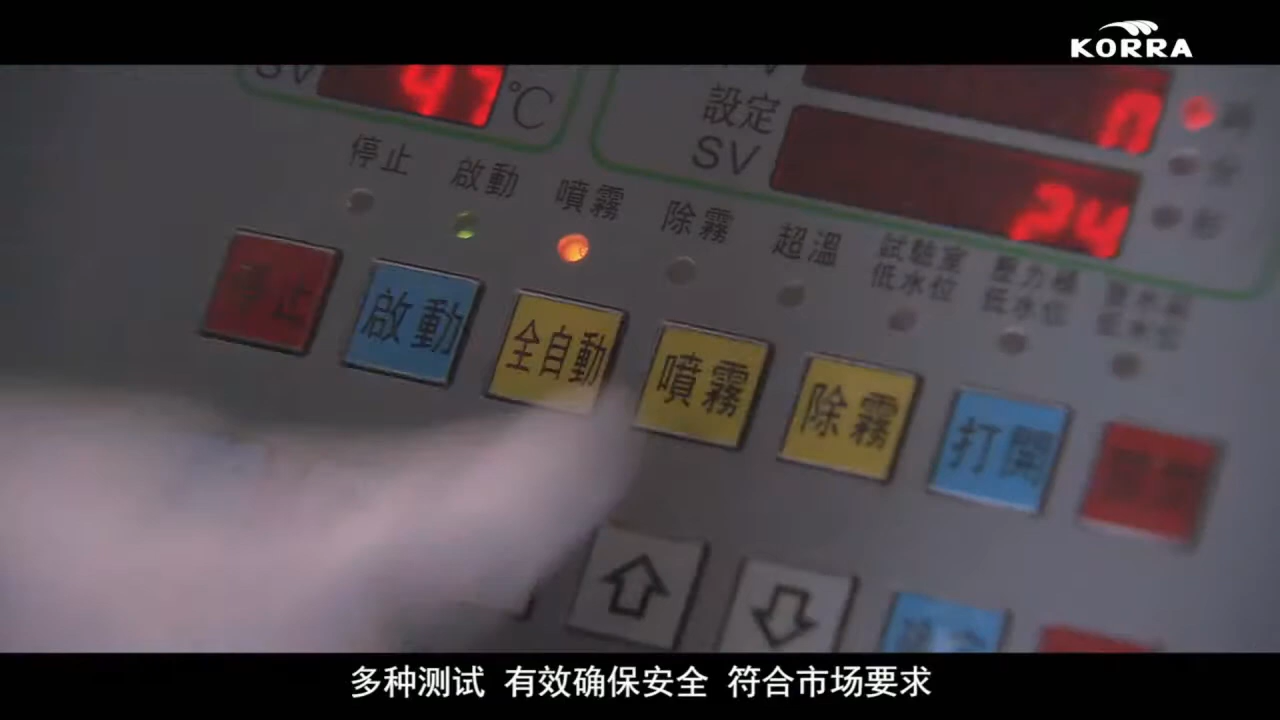 KORRA
SV 47 °C
設定
SV 24
0
停止 啟動 噴霧 除霧 超溫 試驗室低水位 壓力桶低水位
停止 啟動 全自動 噴霧 除霧 打開
多种测试 有效确保安全 符合市场要求